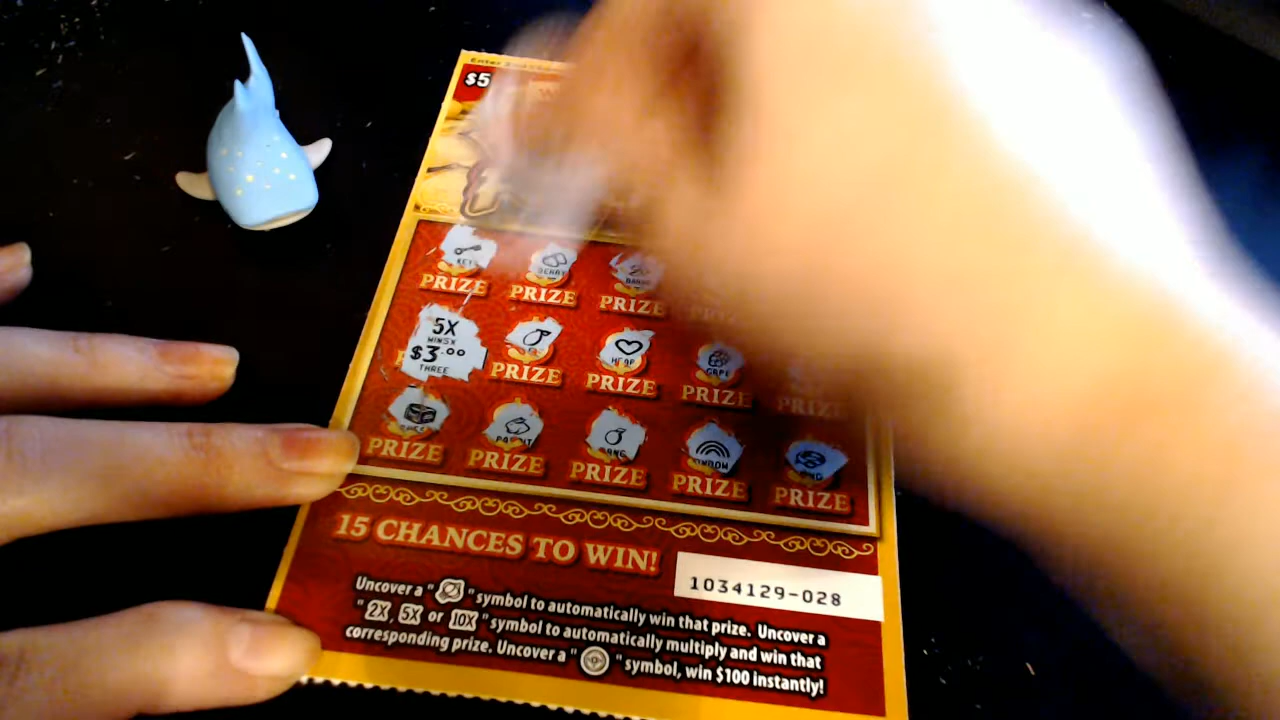 $5
KEY
PRIZE PRIZE PRIZE
5X
WINSX
$3.00
THREE
PRIZE PRIZE PRIZE PRIZE
PRIZE PRIZE PRIZE PRIZE PRIZE
15 CHANCES TO WIN!
1034129-028
Uncover a " " symbol to automatically win that prize. Uncover a
" 2X, 5X or 10X " symbol to automatically multiply and win that
corresponding prize. Uncover a " " symbol, win $100 instantly!